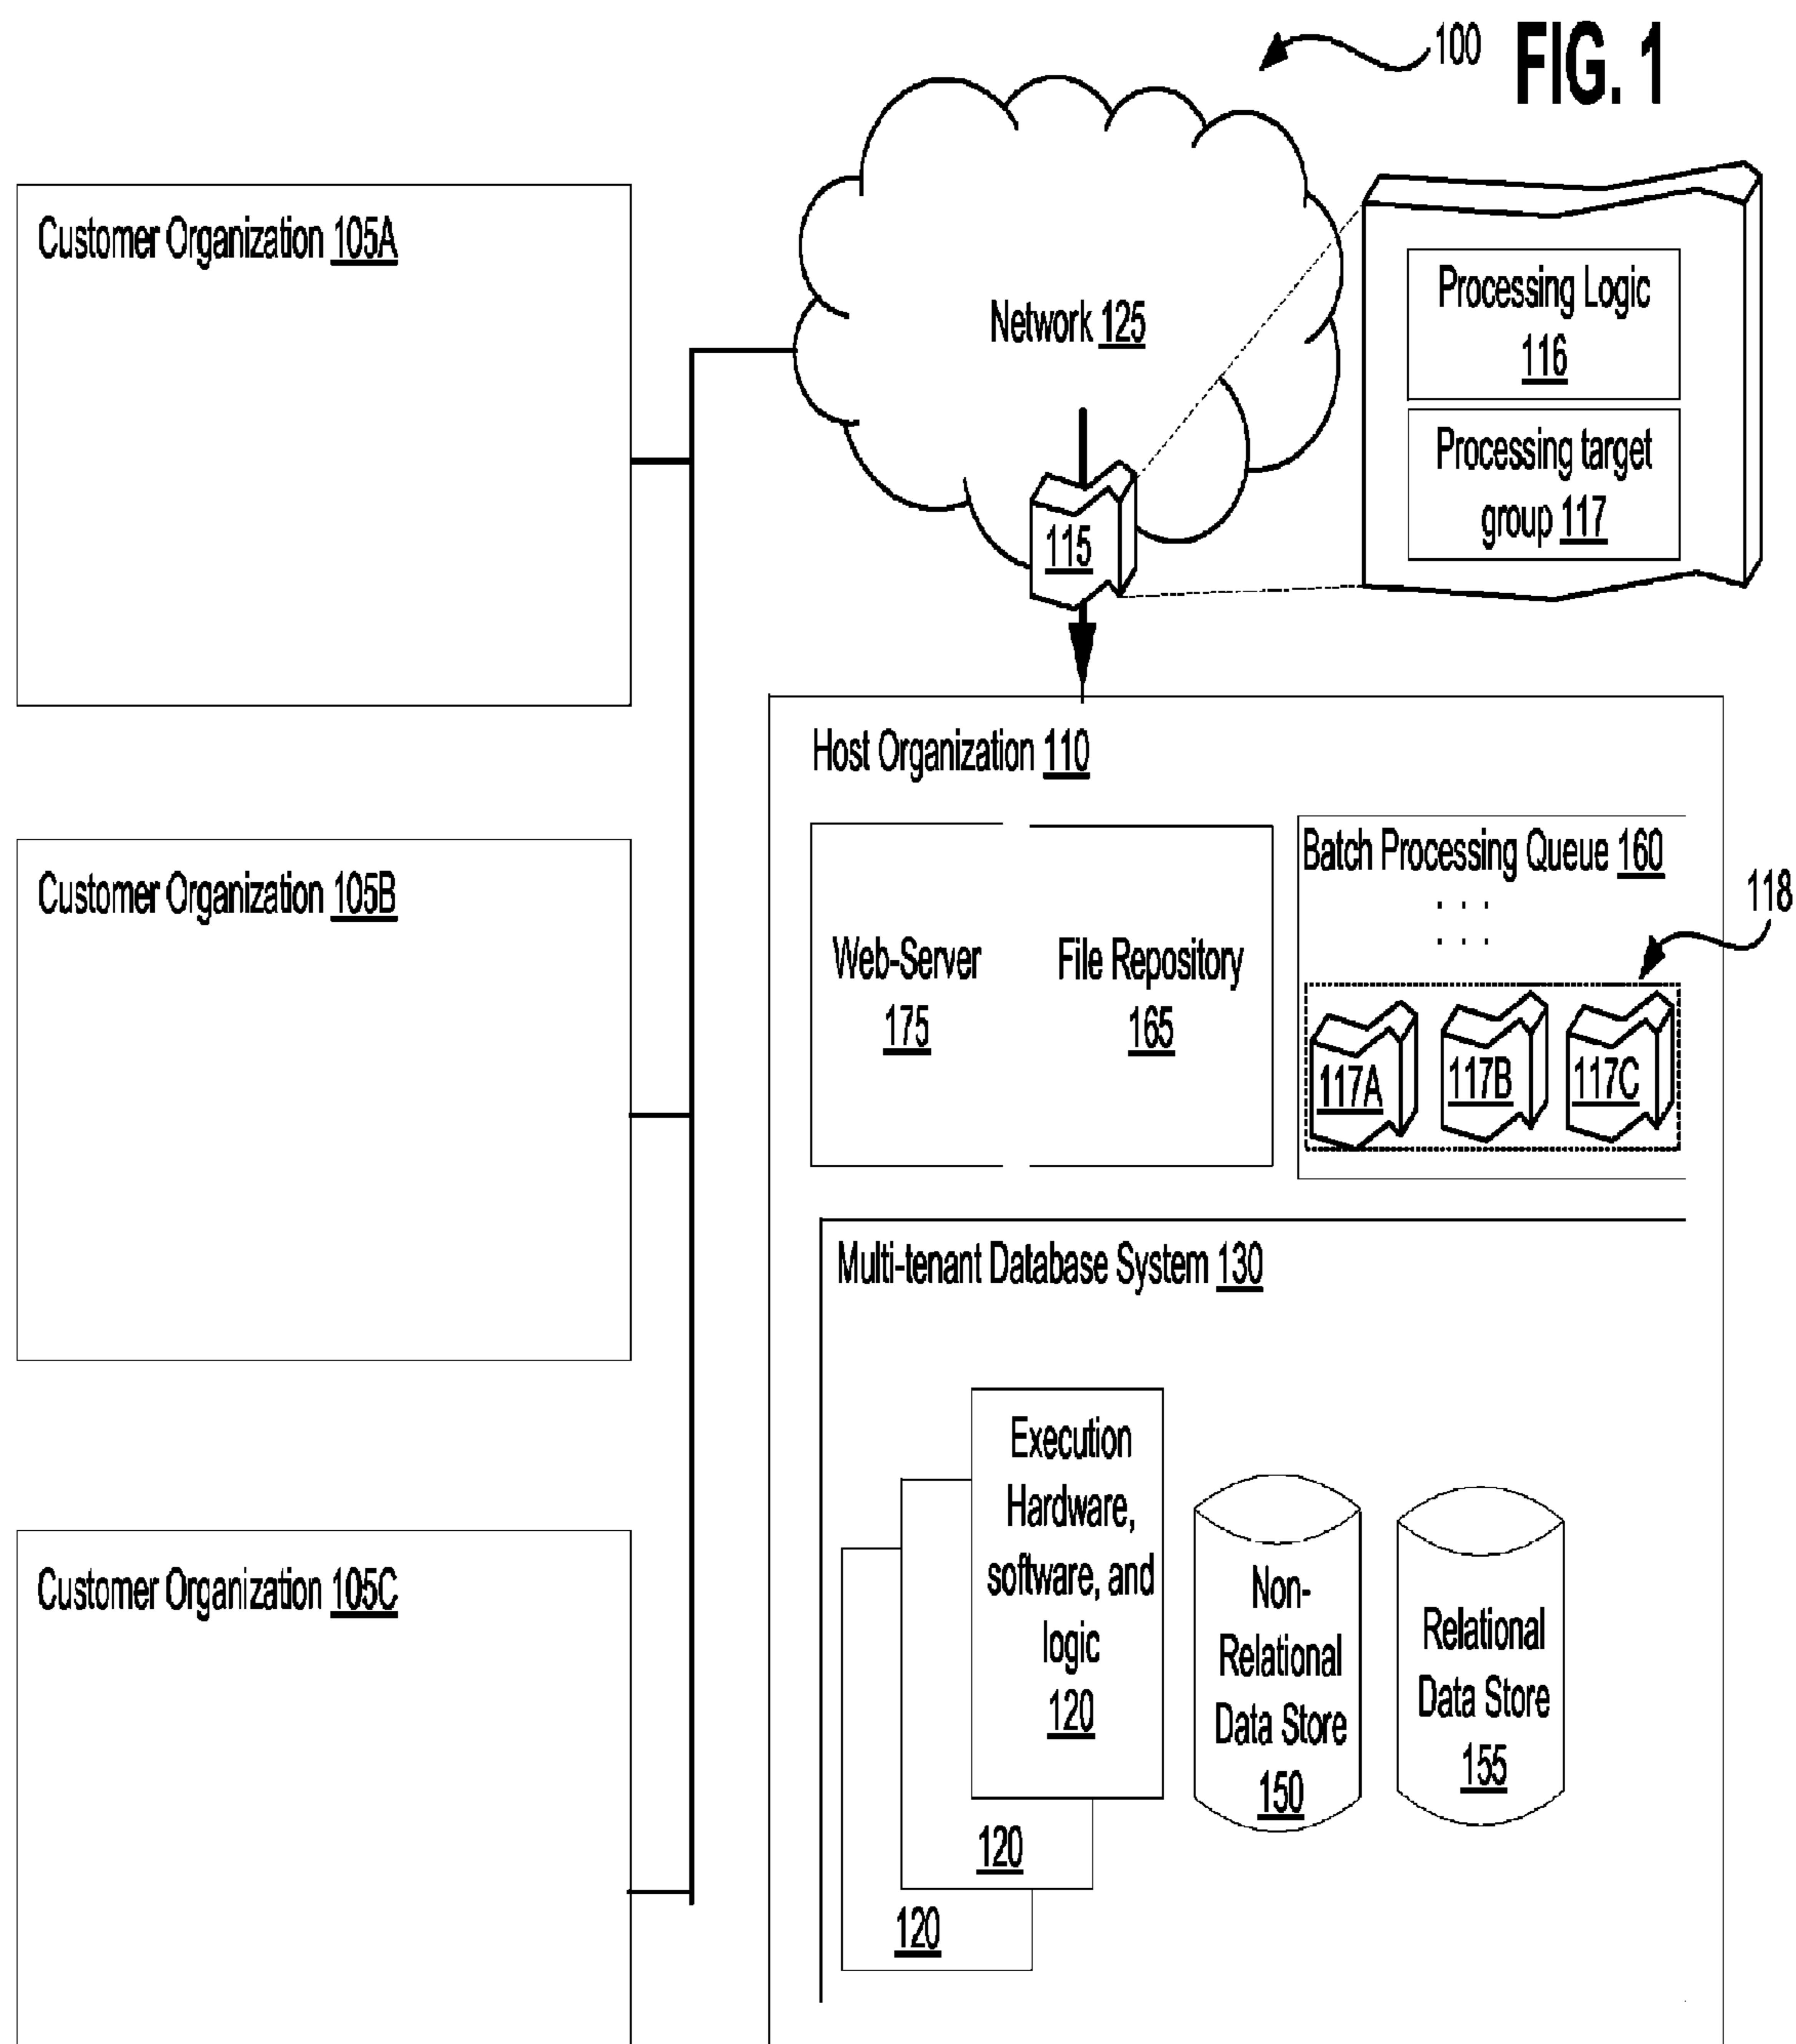 100
FIG. 1
Customer Organization 105A
Network 125
Processing Logic
116
Processing target
group 117
115
Host Organization 110
Customer Organization 105B
Web-Server
175
File Repository
165
Batch Processing Queue 160
. . .
. . .
118
117A
117B
117C
Multi-tenant Database System 130
Customer Organization 105C
Execution
Hardware,
software, and
logic
120
120
120
Non-
Relational
Data Store
150
Relational
Data Store
155